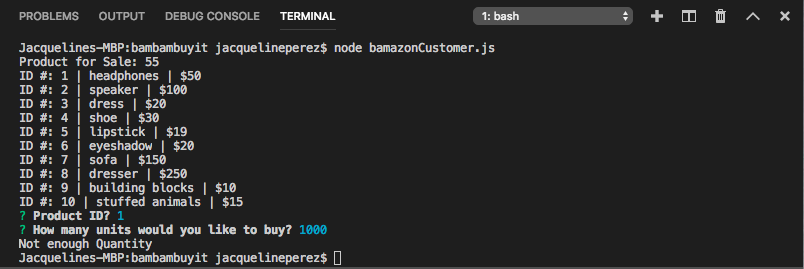 PROBLEMS OUTPUT DEBUG CONSOLE TERMINAL 1: bash
Jacquelines-MBP:bambambuyit jacquelineperez$ node bamazonCustomer.js
Product for Sale: 55
ID #: 1 | headphones | $50
ID #: 2 | speaker | $100
ID #: 3 | dress | $20
ID #: 4 | shoe | $30
ID #: 5 | lipstick | $19
ID #: 6 | eyeshadow | $20
ID #: 7 | sofa | $150
ID #: 8 | dresser | $250
ID #: 9 | building blocks | $10
ID #: 10 | stuffed animals | $15
? Product ID? 1
? How many units would you like to buy? 1000
Not enough Quantity
Jacquelines-MBP:bambambuyit jacquelineperez$